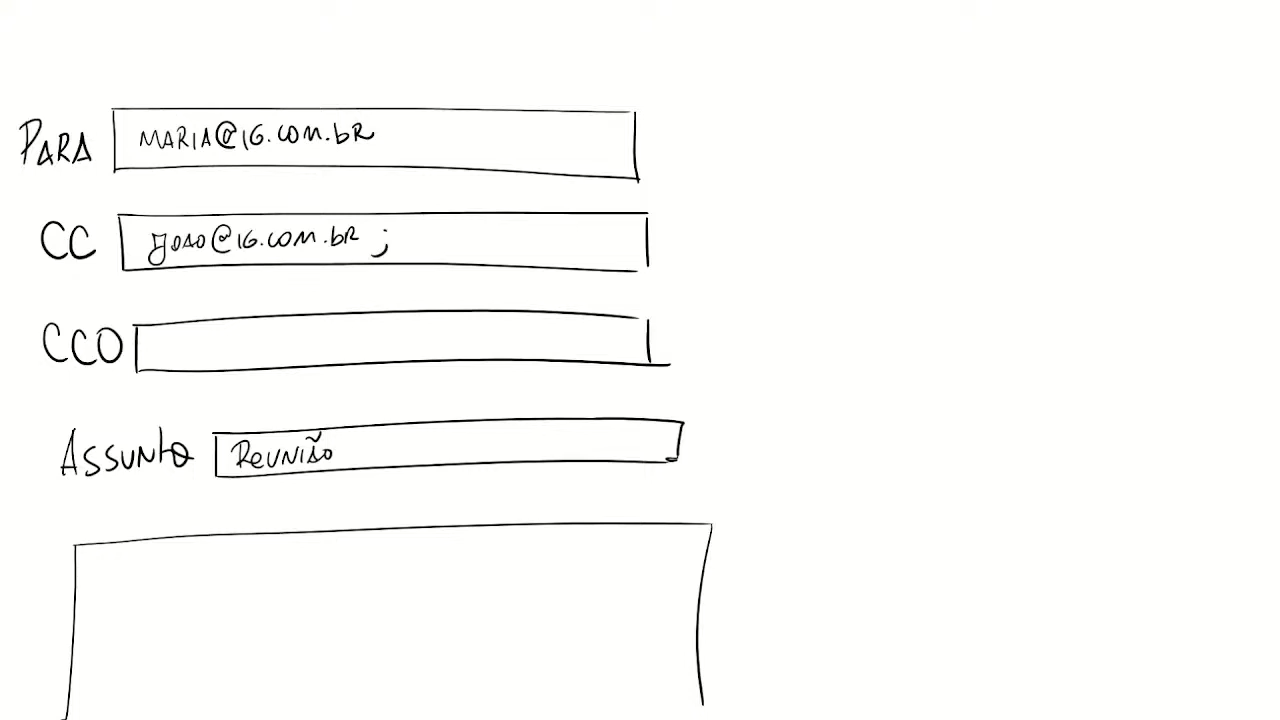 PARA MARIA@IG.COM.BR
CC JOAO@IG.COM.BR ;
CCO
ASSUNTO REUNIÃO